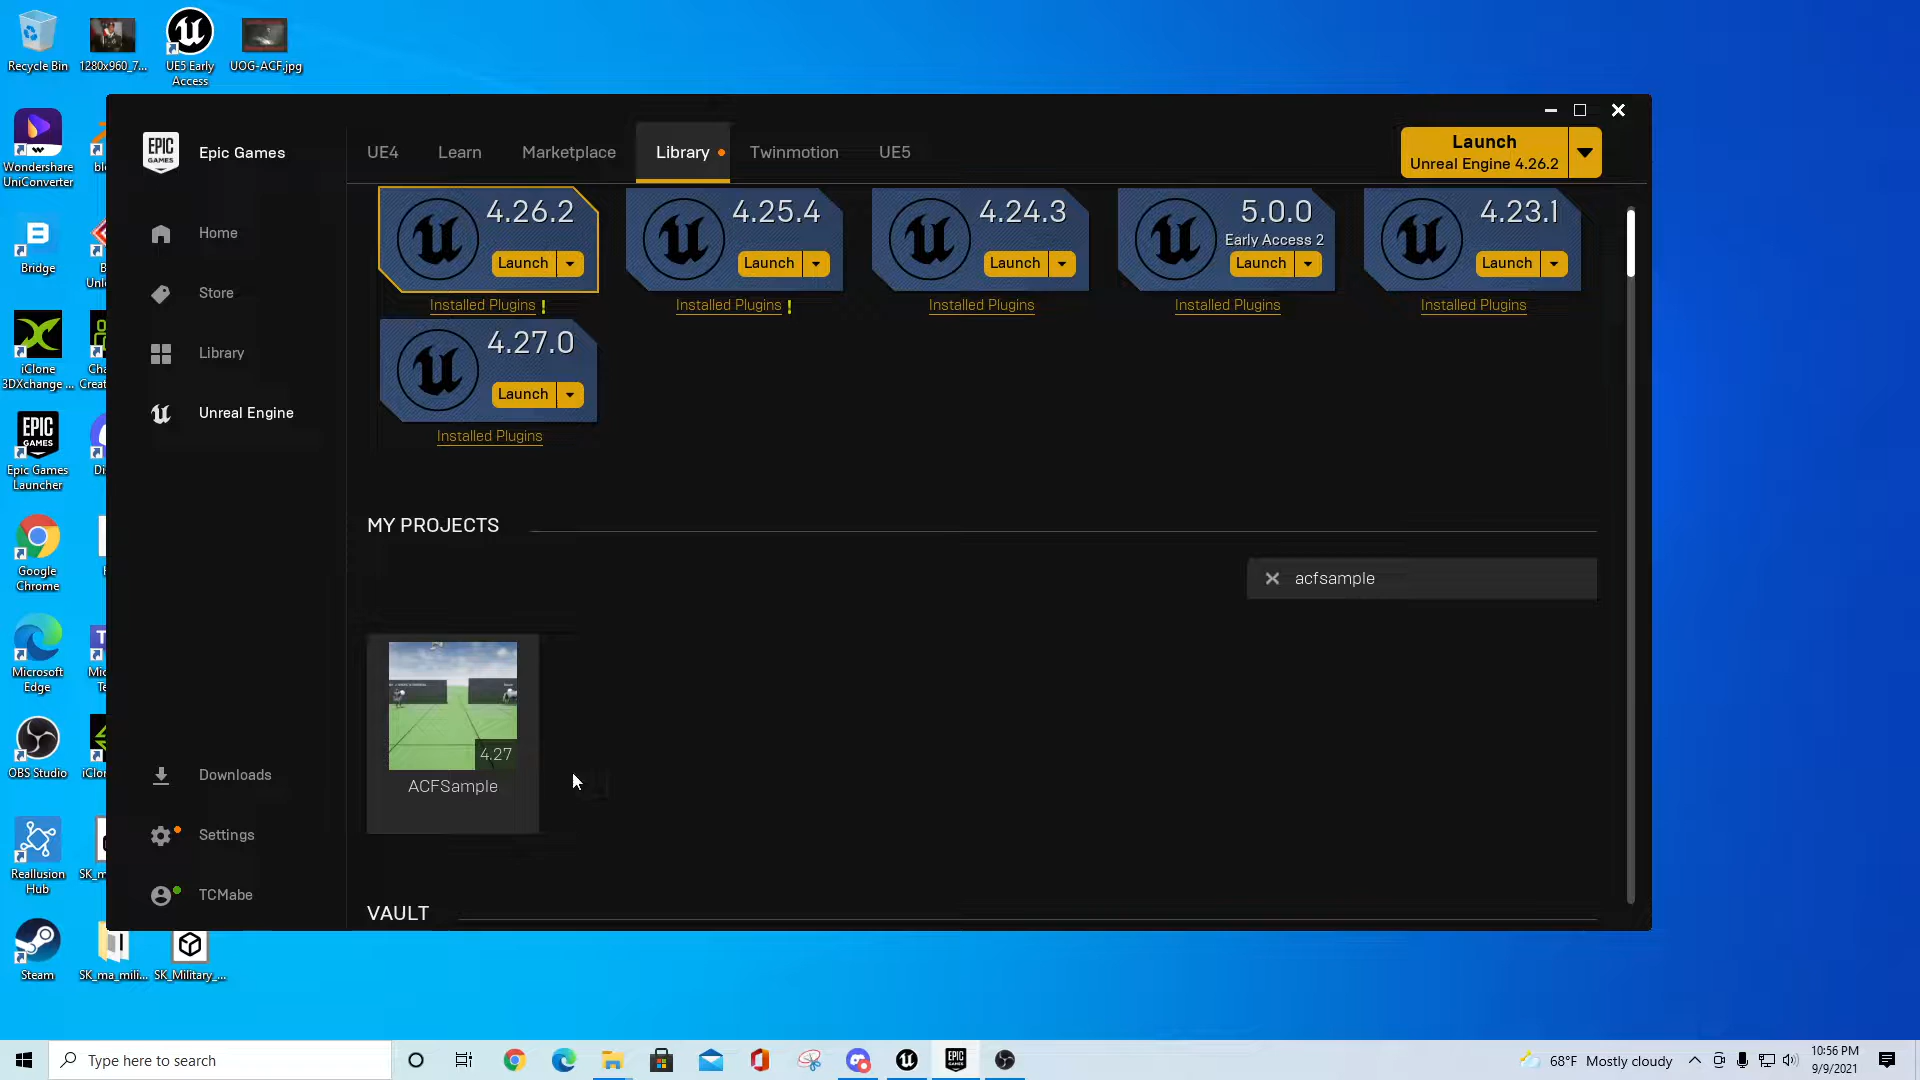 Recycle Bin
1280x960_7...
UE5 Early
Access
UOG-ACF.jpg
Wondershare
UniConverter
Bridge
iClone
3DXchange ...
Epic Games
Launcher
Google
Chrome
Microsoft
Edge
OBS Studio
Reallusion
Hub
Steam
SK_ma_mili...
SK_Military_...
EPIC
GAMES
Epic Games
Home
Store
Library
Unreal Engine
Downloads
Settings
TCMabe
UE4
Learn
Marketplace
Library
Twinmotion
UE5
Launch
Unreal Engine 4.26.2
4.26.2
Launch
Installed Plugins !
4.25.4
Launch
Installed Plugins !
4.24.3
Launch
Installed Plugins
5.0.0
Early Access 2
Launch
Installed Plugins
4.23.1
Launch
Installed Plugins
4.27.0
Launch
Installed Plugins
MY PROJECTS
acfsample
4.27
ACFSample
VAULT
Type here to search
68°F Mostly cloudy
10:56 PM
9/9/2021